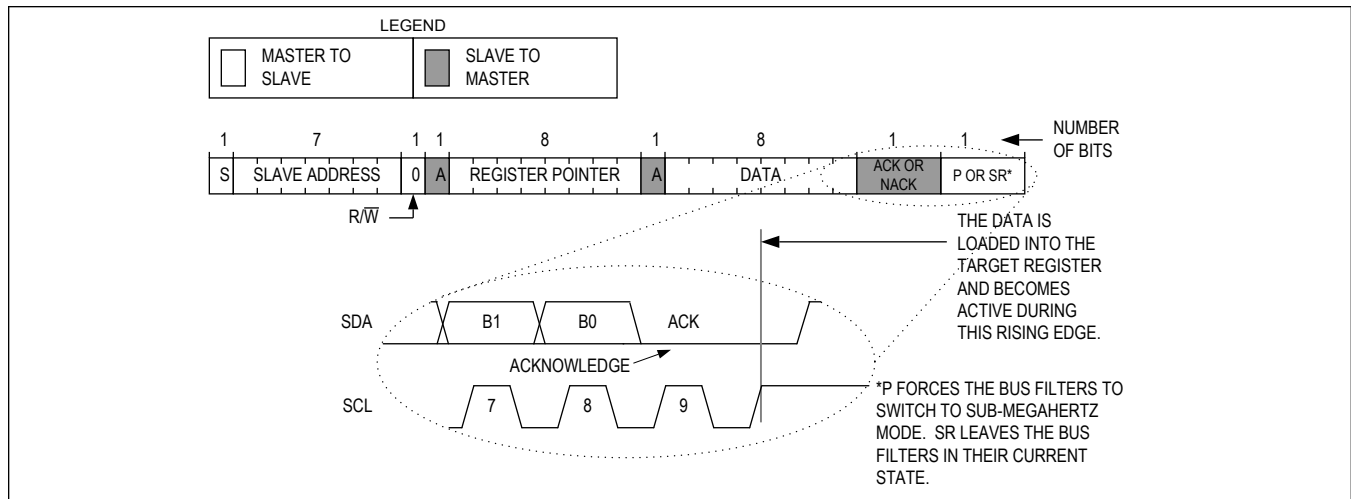 LEGEND
MASTER TO
SLAVE
SLAVE TO
MASTER
1 7 1 1 8 1 8 1 1
NUMBER
OF BITS
S SLAVE ADDRESS 0 A REGISTER POINTER A DATA ACK OR
NACK P OR SR*
R/W̅
THE DATA IS
LOADED INTO THE
TARGET REGISTER
AND BECOMES
ACTIVE DURING
THIS RISING EDGE.
SDA B1 B0 ACK
ACKNOWLEDGE
SCL 7 8 9
*P FORCES THE BUS FILTERS TO
SWITCH TO SUB-MEGAHERTZ
MODE. SR LEAVES THE BUS
FILTERS IN THEIR CURRENT
STATE.